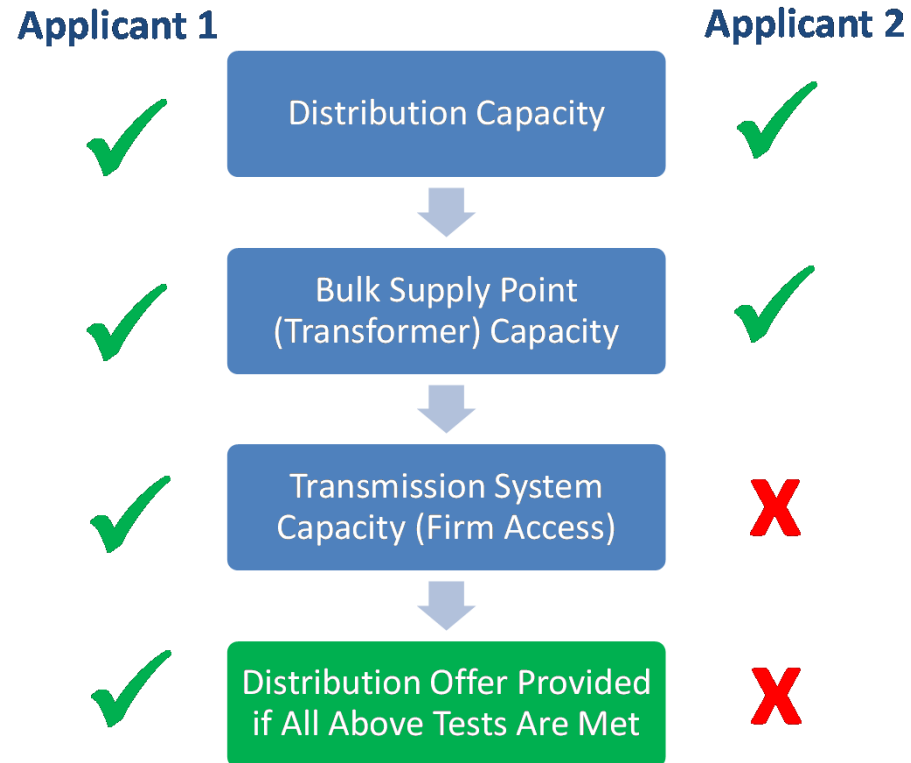 Applicant 1
Applicant 2
Distribution Capacity
Bulk Supply Point
(Transformer) Capacity
Transmission System
Capacity (Firm Access)
X
Distribution Offer Provided
if All Above Tests Are Met
X